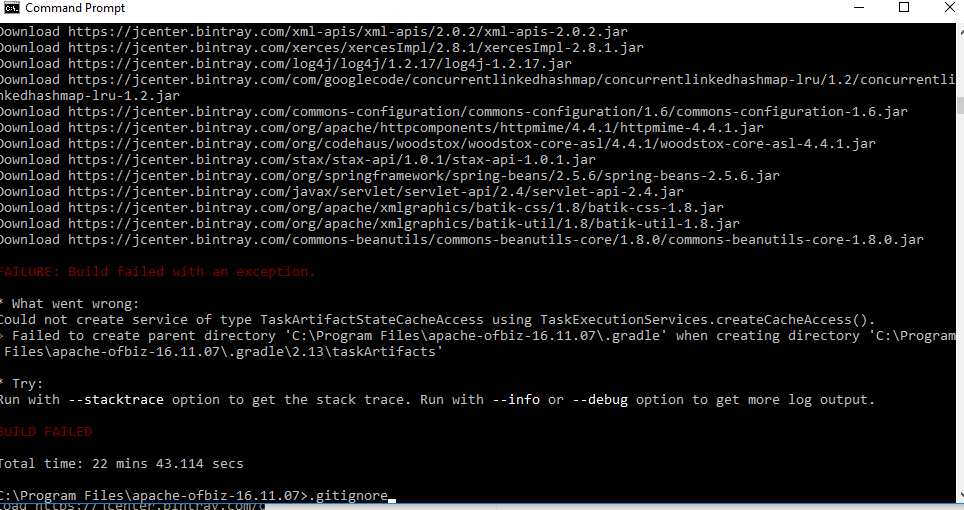 Command Prompt
Download https://jcenter.bintray.com/xml-apis/xml-apis/2.0.2/xml-apis-2.0.2.jar
Download https://jcenter.bintray.com/xerces/xercesImpl/2.8.1/xercesImpl-2.8.1.jar
Download https://jcenter.bintray.com/log4j/log4j/1.2.17/log4j-1.2.17.jar
Download https://jcenter.bintray.com/com/googlecode/concurrentlinkedhashmap/concurrentlinkedhashmap-lru/1.2/concurrentli
nkedhashmap-lru-1.2.jar
Download https://jcenter.bintray.com/commons-configuration/commons-configuration/1.6/commons-configuration-1.6.jar
Download https://jcenter.bintray.com/org/apache/httpcomponents/httpmime/4.4.1/httpmime-4.4.1.jar
Download https://jcenter.bintray.com/org/codehaus/woodstox/woodstox-core-asl/4.4.1/woodstox-core-asl-4.4.1.jar
Download https://jcenter.bintray.com/stax/stax-api/1.0.1/stax-api-1.0.1.jar
Download https://jcenter.bintray.com/org/springframework/spring-beans/2.5.6/spring-beans-2.5.6.jar
Download https://jcenter.bintray.com/javax/servlet/servlet-api/2.4/servlet-api-2.4.jar
Download https://jcenter.bintray.com/org/apache/xmlgraphics/batik-css/1.8/batik-css-1.8.jar
Download https://jcenter.bintray.com/org/apache/xmlgraphics/batik-util/1.8/batik-util-1.8.jar
Download https://jcenter.bintray.com/commons-beanutils/commons-beanutils-core/1.8.0/commons-beanutils-core-1.8.0.jar
FAILURE: Build failed with an exception.
* What went wrong:
Could not create service of type TaskArtifactStateCacheAccess using TaskExecutionServices.createCacheAccess().
> Failed to create parent directory 'C:\Program Files\apache-ofbiz-16.11.07\.gradle' when creating directory 'C:\Program
Files\apache-ofbiz-16.11.07\.gradle\2.13\taskArtifacts'
* Try:
Run with --stacktrace option to get the stack trace. Run with --info or --debug option to get more log output.
BUILD FAILED
Total time: 22 mins 43.114 secs
C:\Program Files\apache-ofbiz-16.11.07>.gitignore